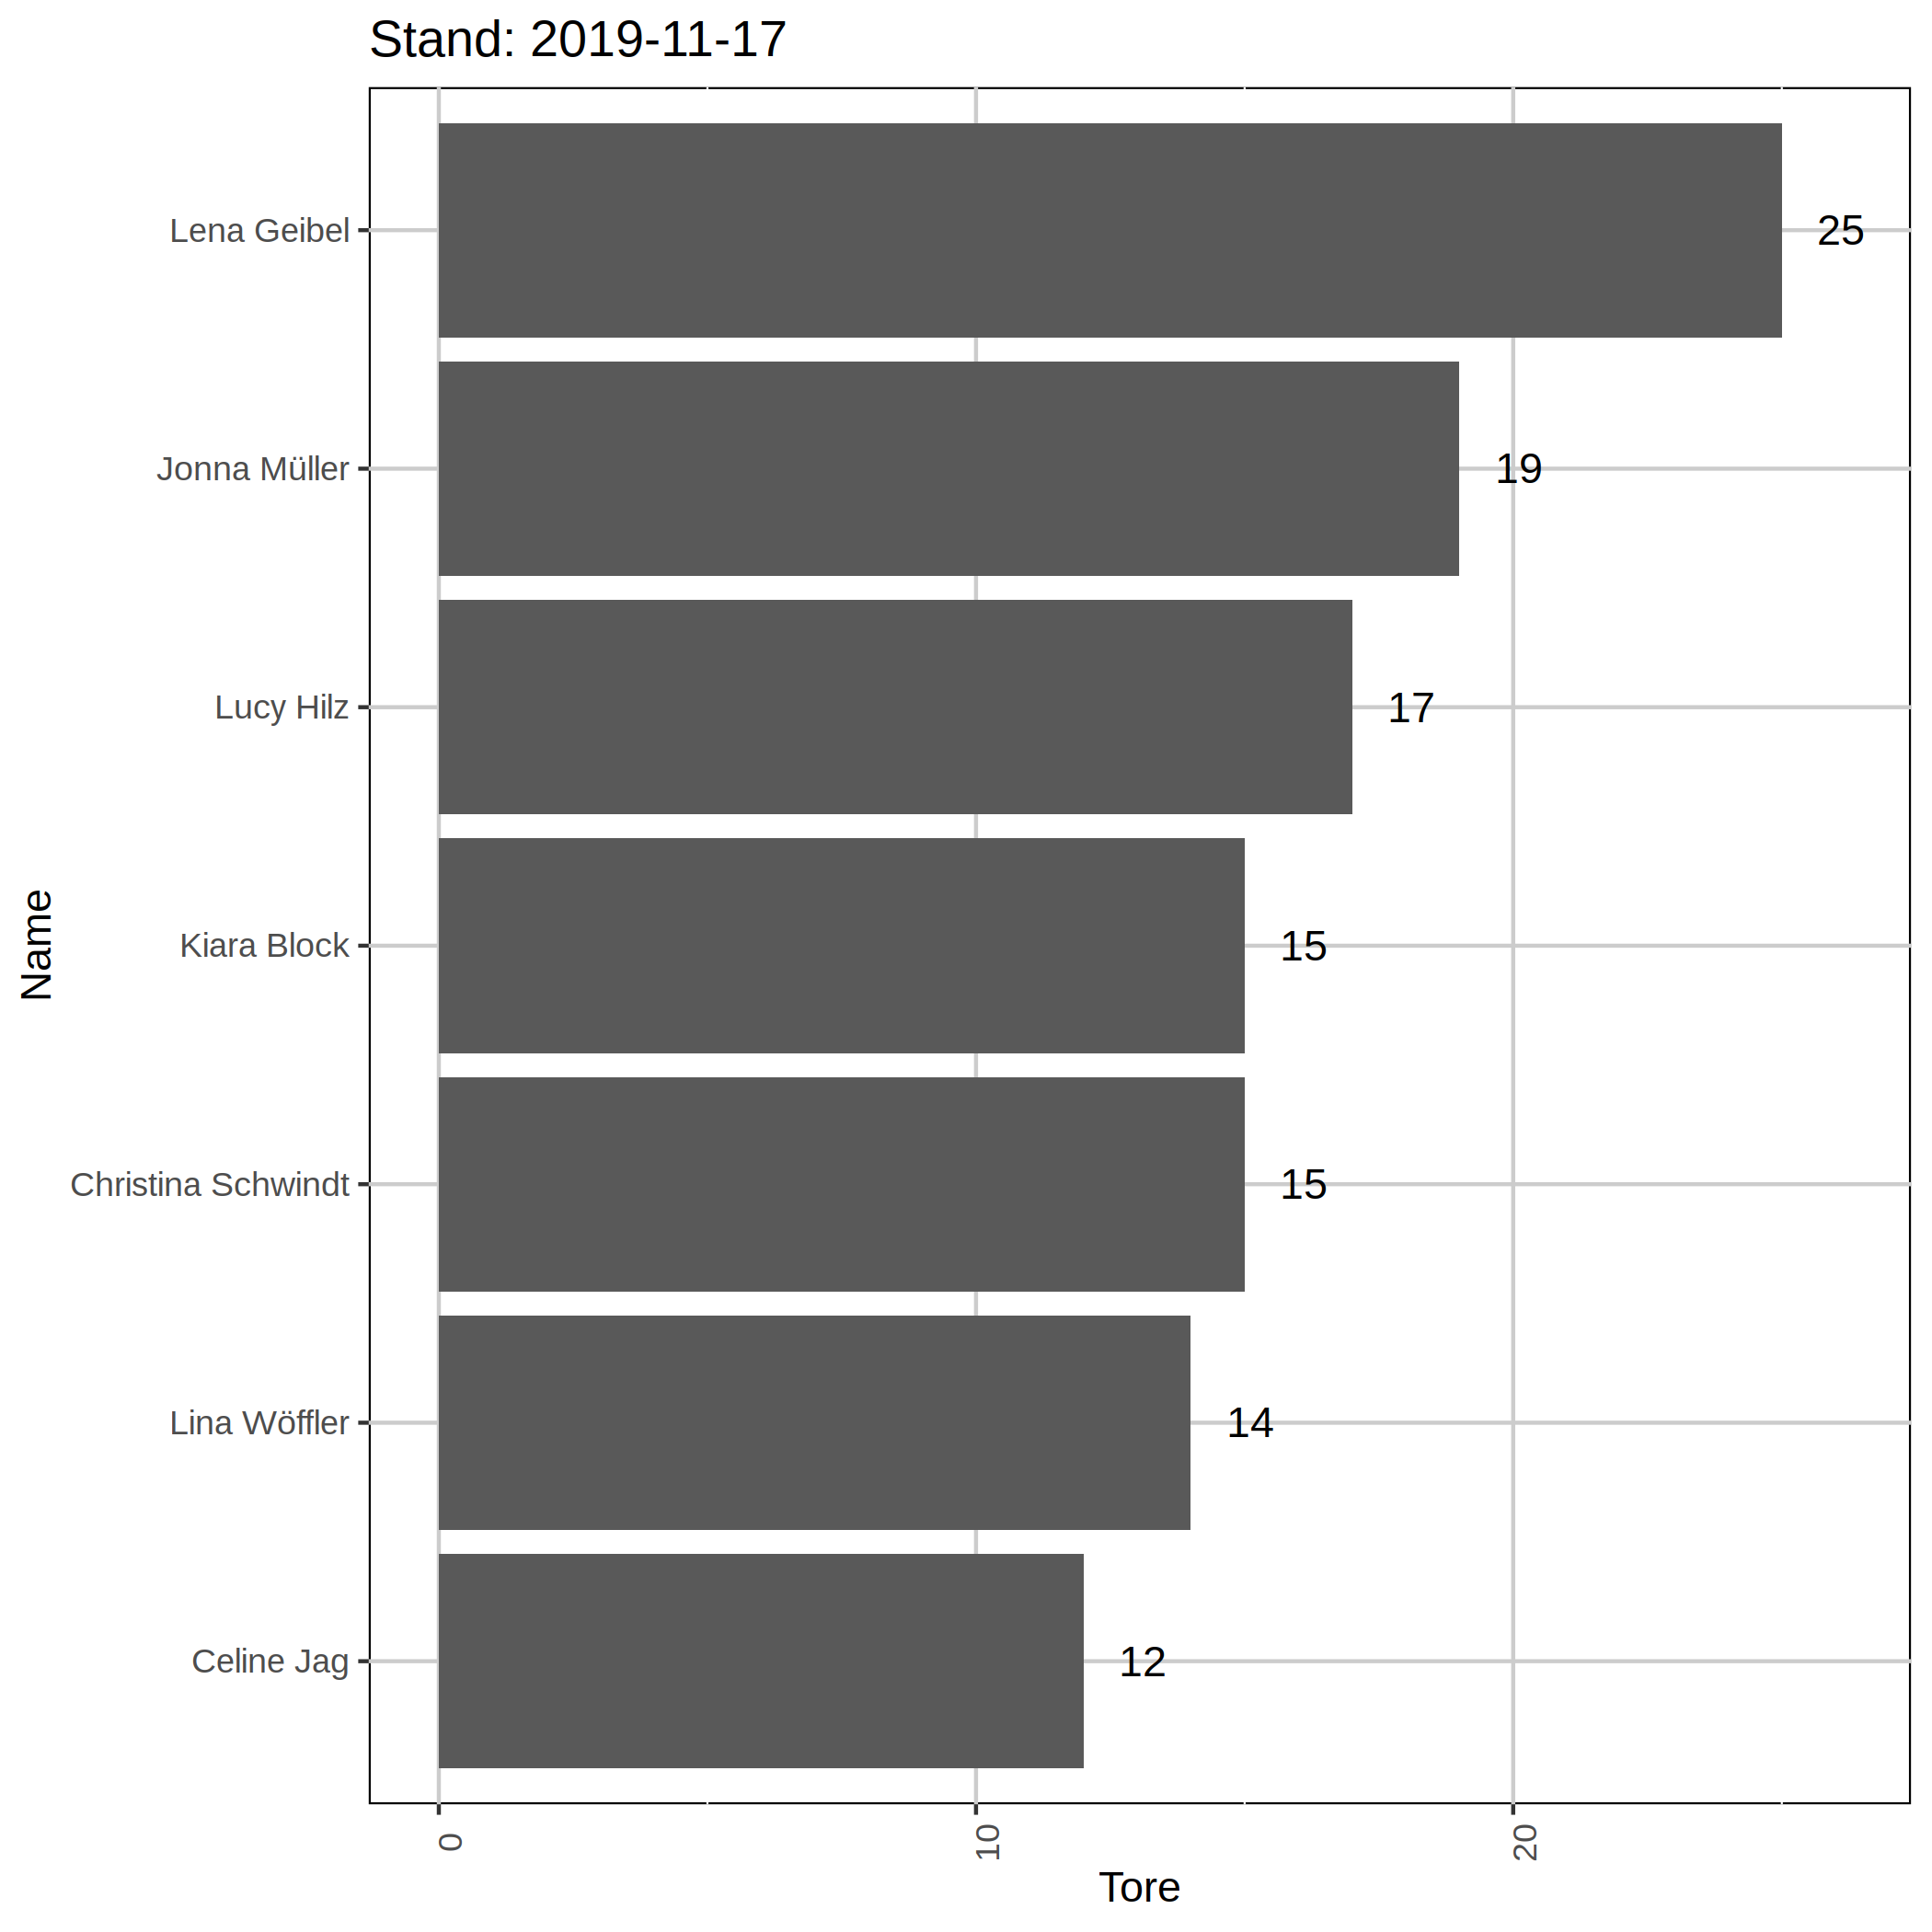 Stand: 2019-11-17
Lena Geibel 25
Jonna Müller 19
Lucy Hilz 17
Kiara Block 15
Christina Schwindt 15
Lina Wöffler 14
Celine Jag 12
Name
0 10 20
Tore